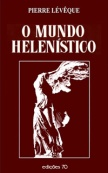 PIERRE LÉVÊQUE
O MUNDO
HELENÍSTICO
edições 70